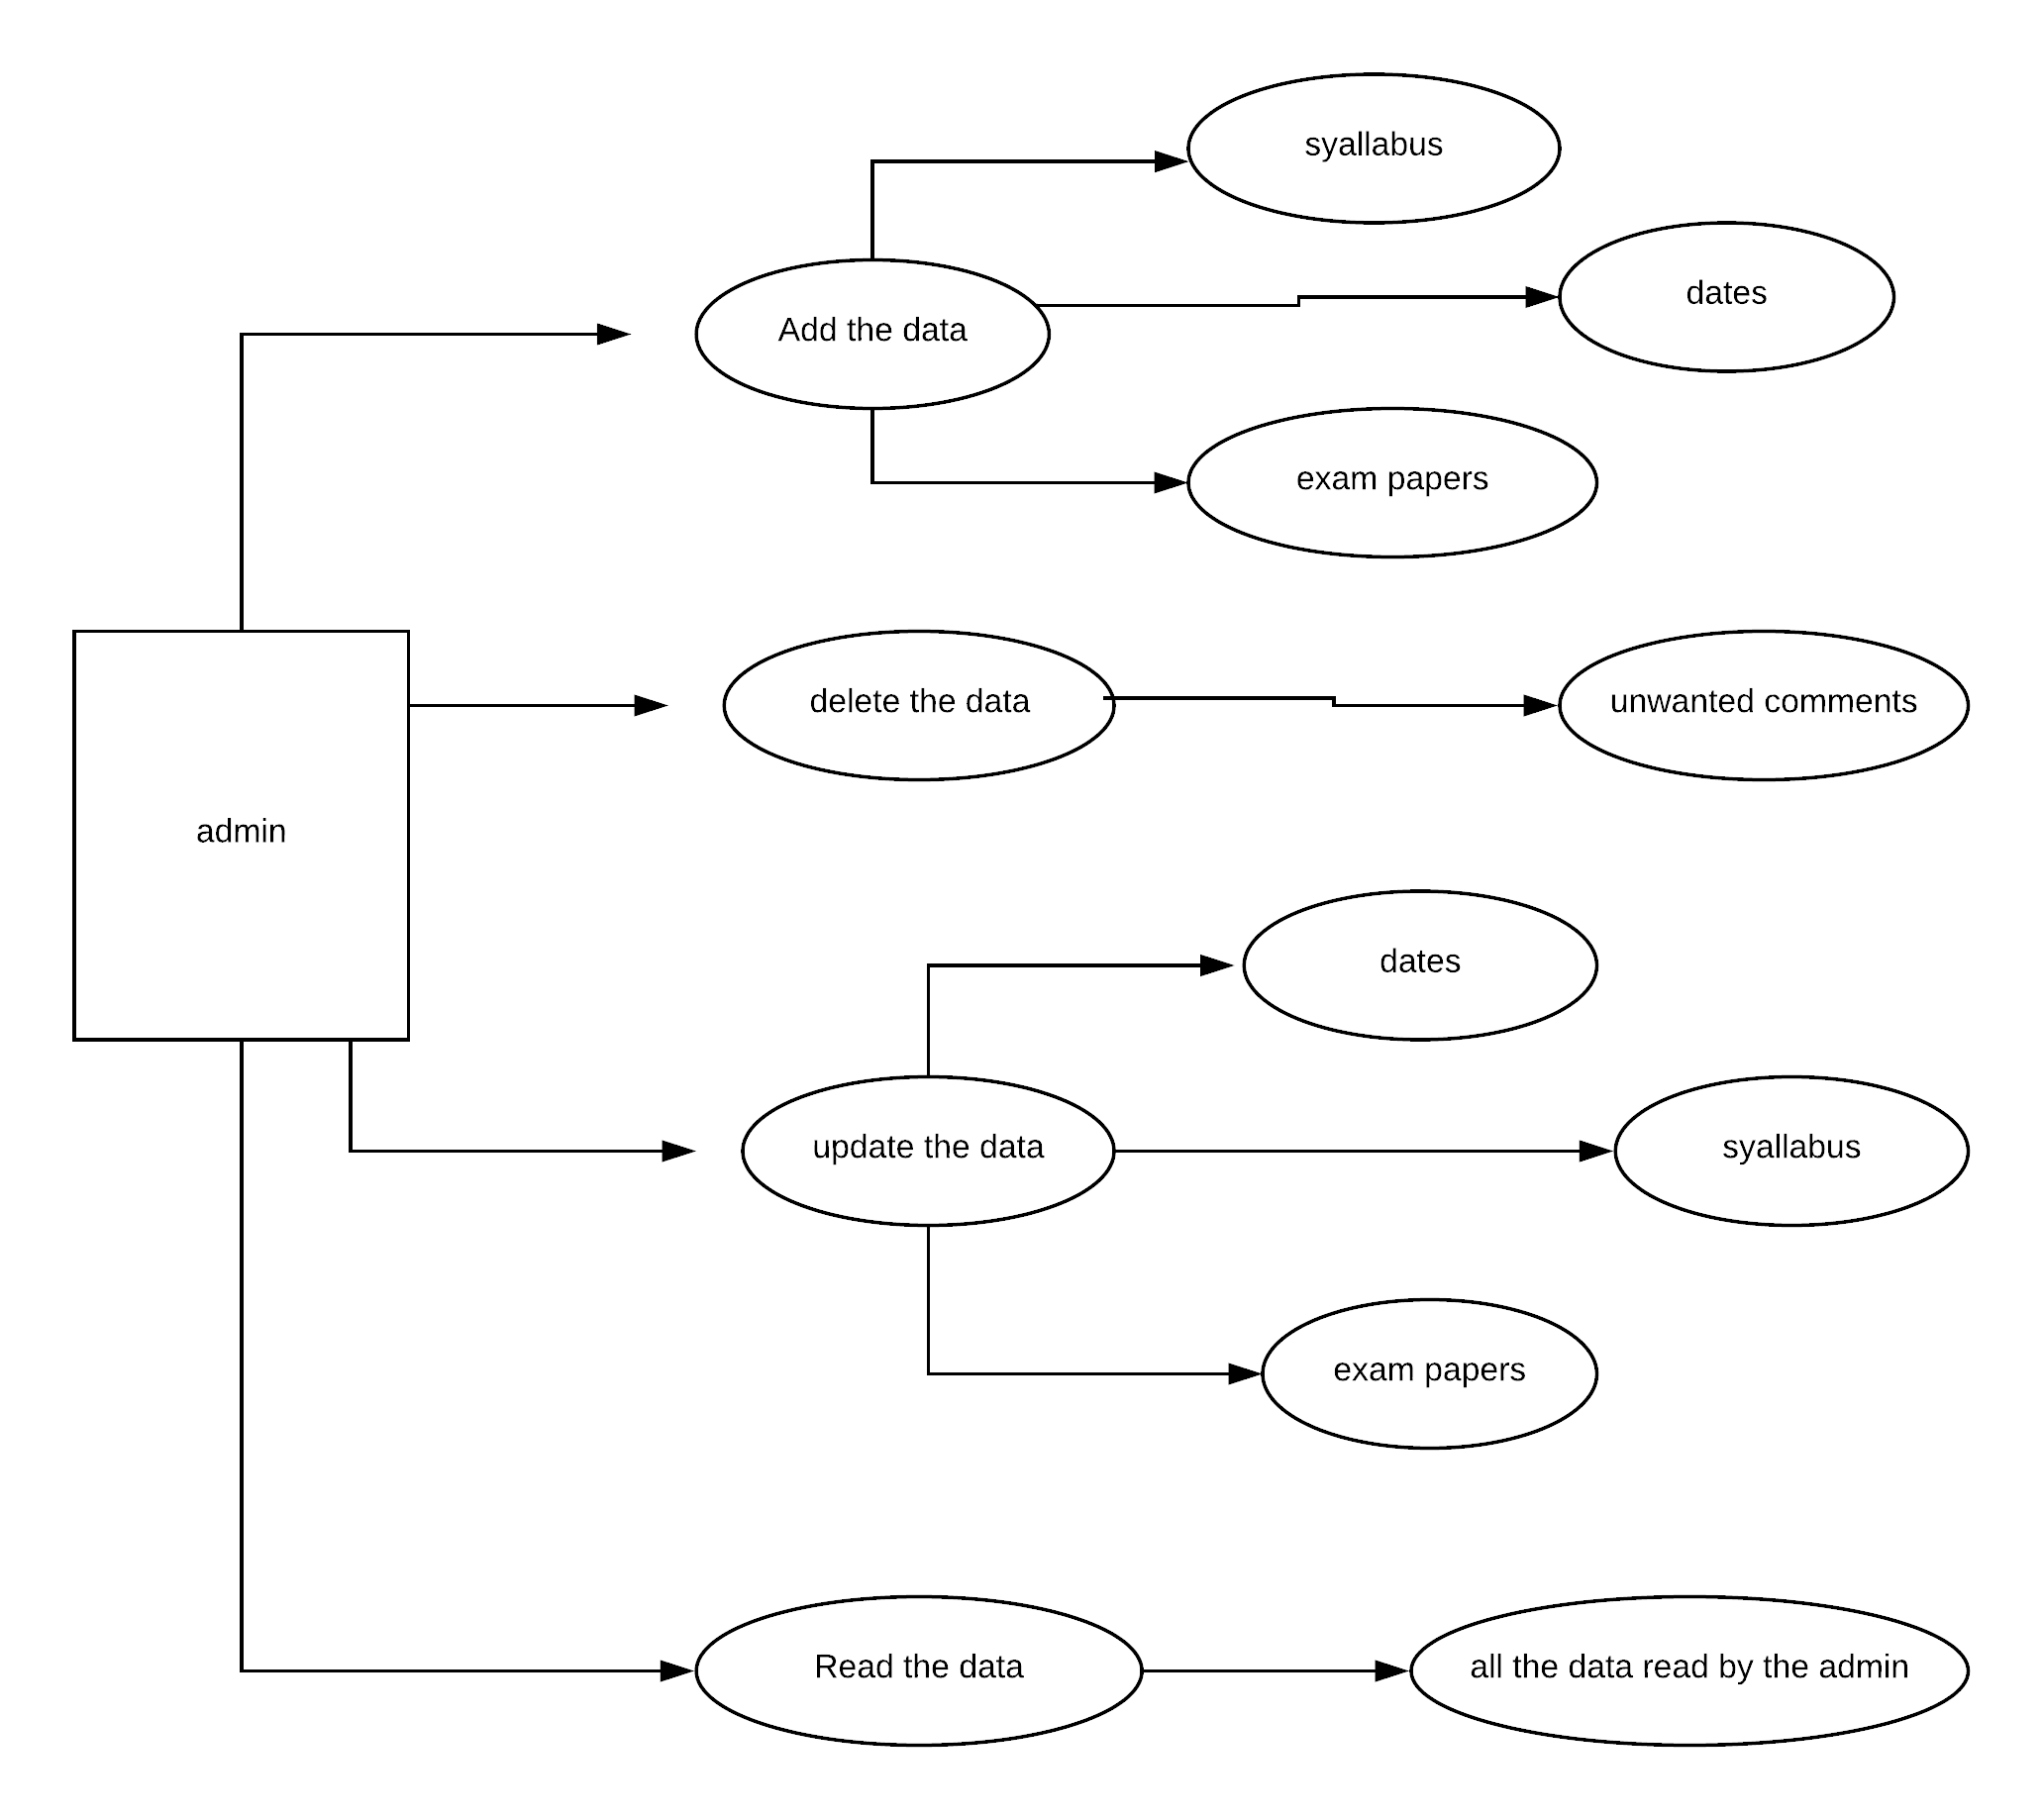 syallabus
dates
Add the data
exam papers
delete the data
unwanted comments
admin
dates
update the data
syallabus
exam papers
Read the data
all the data read by the admin